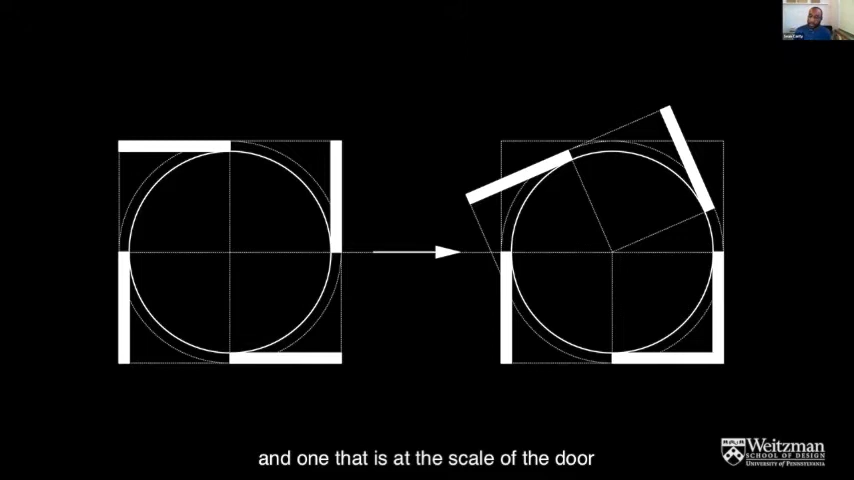 and one that is at the scale of the door
Weitzman
SCHOOL OF DESIGN
UNIVERSITY of PENNSYLVANIA